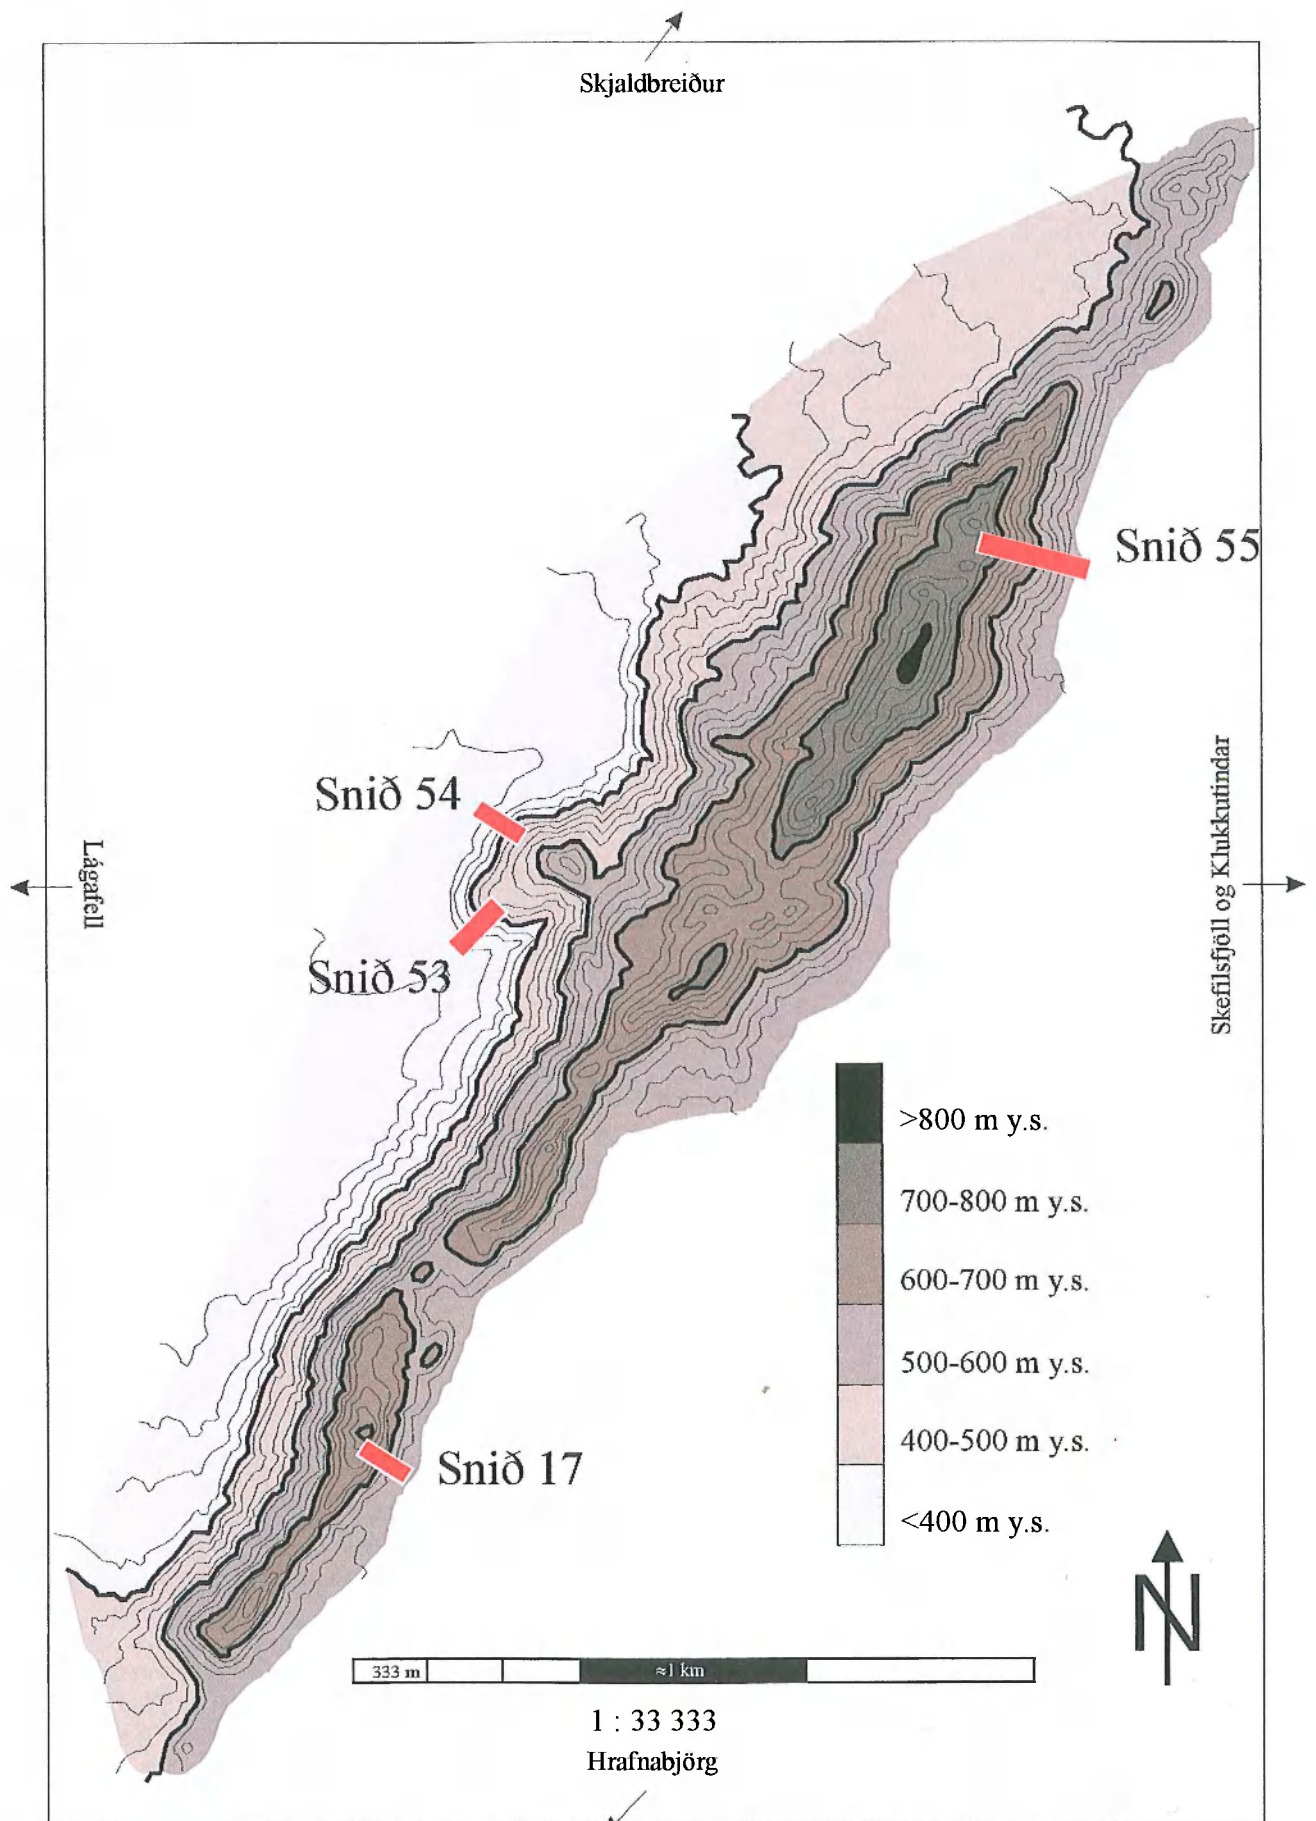 Skjaldbreiður
Snið 55
Snið 54
Lágafell
Skefilsfjöll og Klukkutindar
Snið 53
>800 m y.s.
700-800 m y.s.
600-700 m y.s.
500-600 m y.s.
Snið 17
400-500 m y.s.
<400 m y.s.
N
333 m
≈1 km
1 : 33 333
Hrafnabjörg